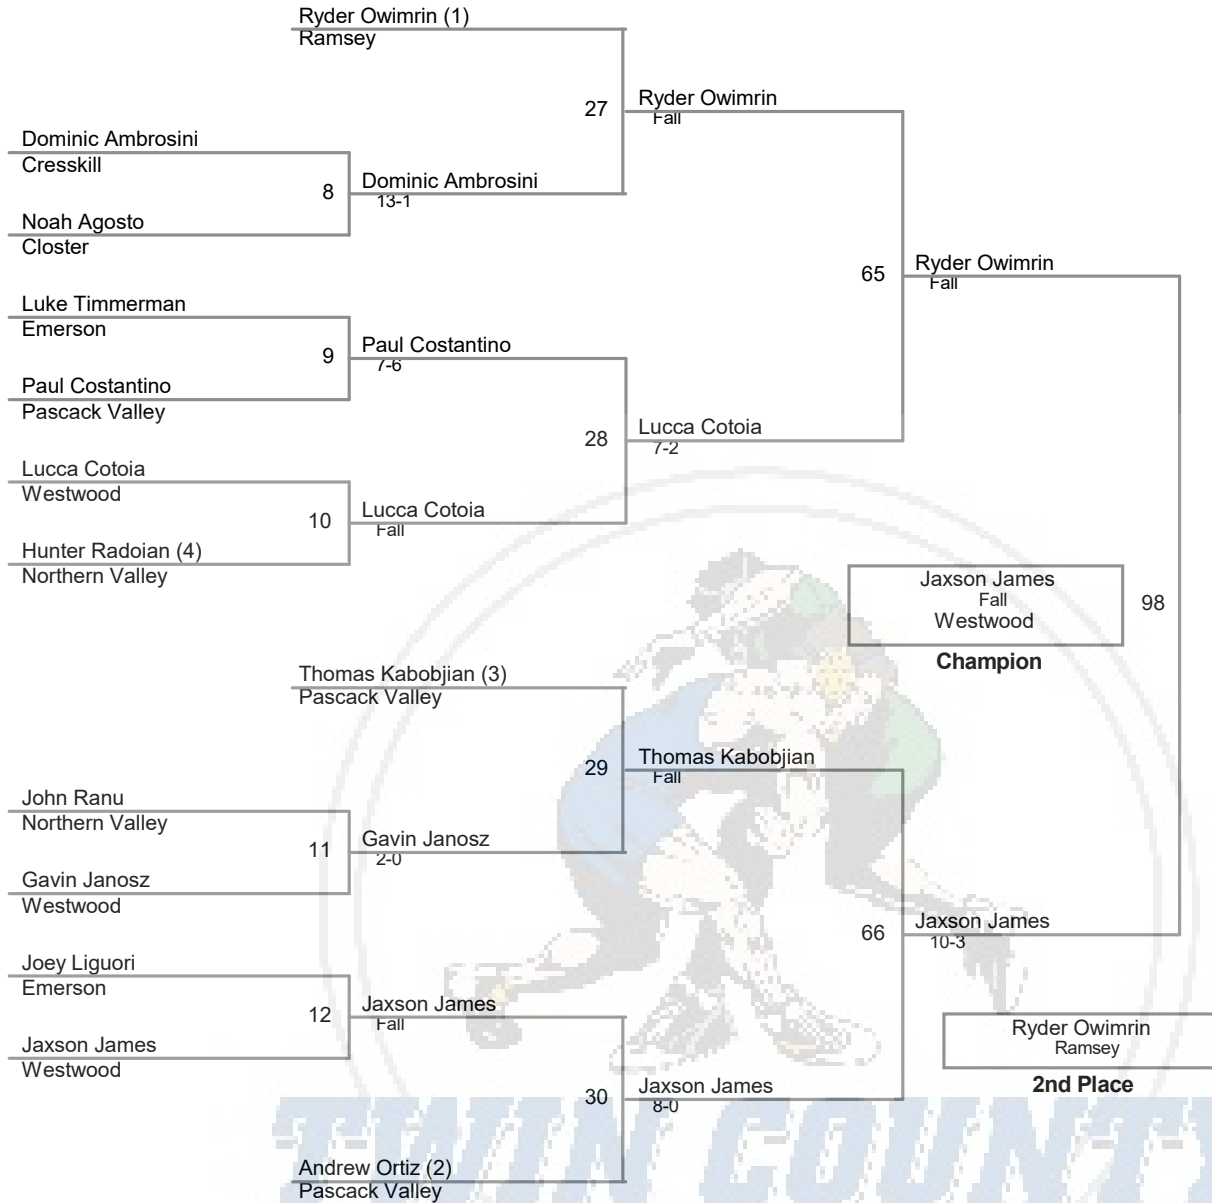 Ryder Owimrin (1)
Ramsey
27
Ryder Owimrin
Fall
Dominic Ambrosini
Cresskill
8
Dominic Ambrosini
13-1
Noah Agosto
Closter
65
Ryder Owimrin
Fall
Luke Timmerman
Emerson
9
Paul Costantino
7-6
Paul Costantino
Pascack Valley
28
Lucca Cotoia
7-2
Lucca Cotoia
Westwood
10
Lucca Cotoia
Fall
Hunter Radoian (4)
Northern Valley
Jaxson James
Fall
Westwood
98
Champion
Thomas Kabobjian (3)
Pascack Valley
29
Thomas Kabobjian
Fall
John Ranu
Northern Valley
11
Gavin Janosz
2-0
Gavin Janosz
Westwood
66
Jaxson James
10-3
Joey Liguori
Emerson
12
Jaxson James
Fall
Jaxson James
Westwood
Ryder Owimrin
Ramsey
2nd Place
30
Jaxson James
8-0
TWIN COUNTY
Andrew Ortiz (2)
Pascack Valley